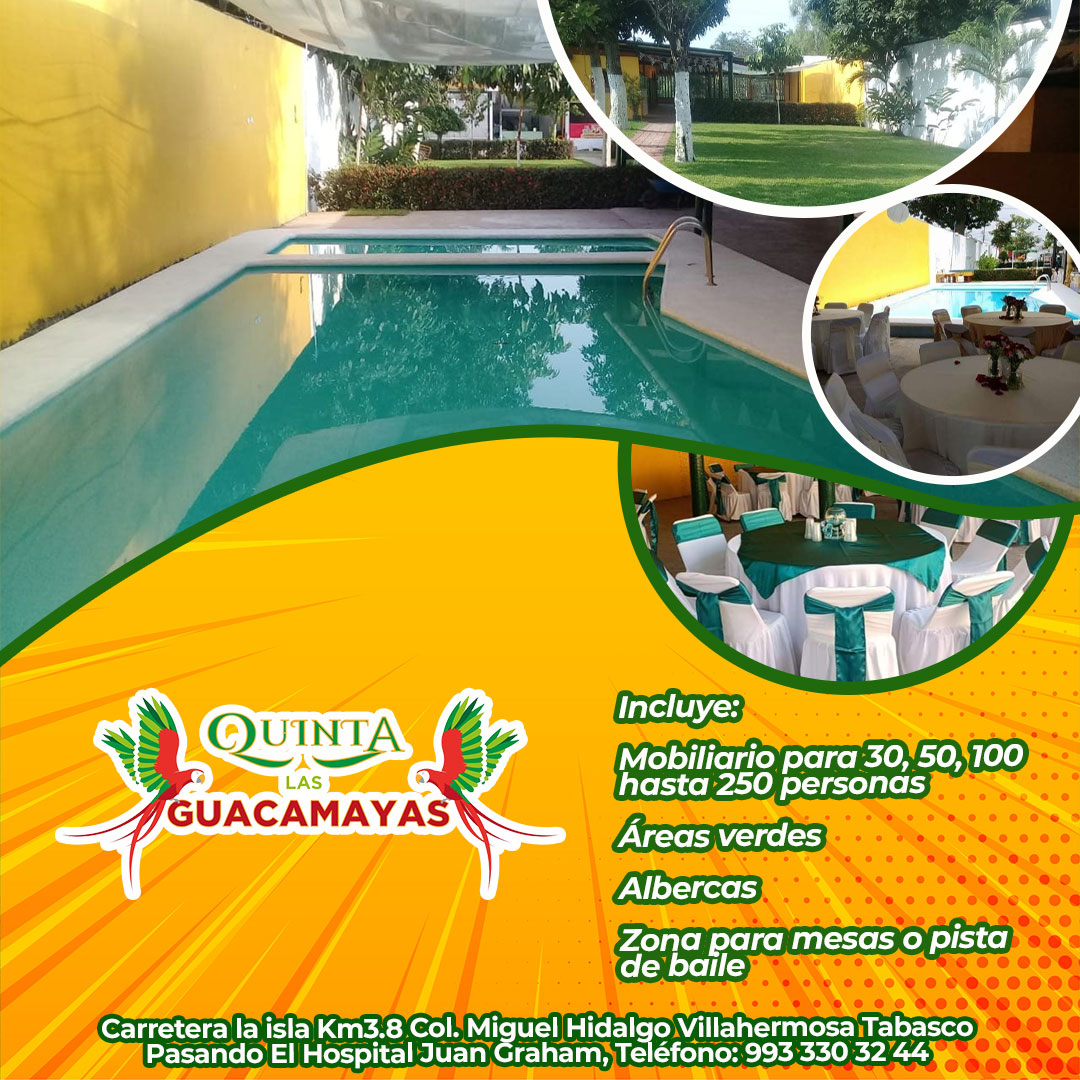 QUINTA
LAS
GUACAMAYAS
Incluye:
Mobiliario para 30, 50, 100
hasta 250 personas
Áreas verdes
Albercas
Zona para mesas o pista
de baile
Carretera la isla Km3.8 Col. Miguel Hidalgo Villahermosa Tabasco
Pasando El Hospital Juan Graham, Teléfono: 993 330 32 44